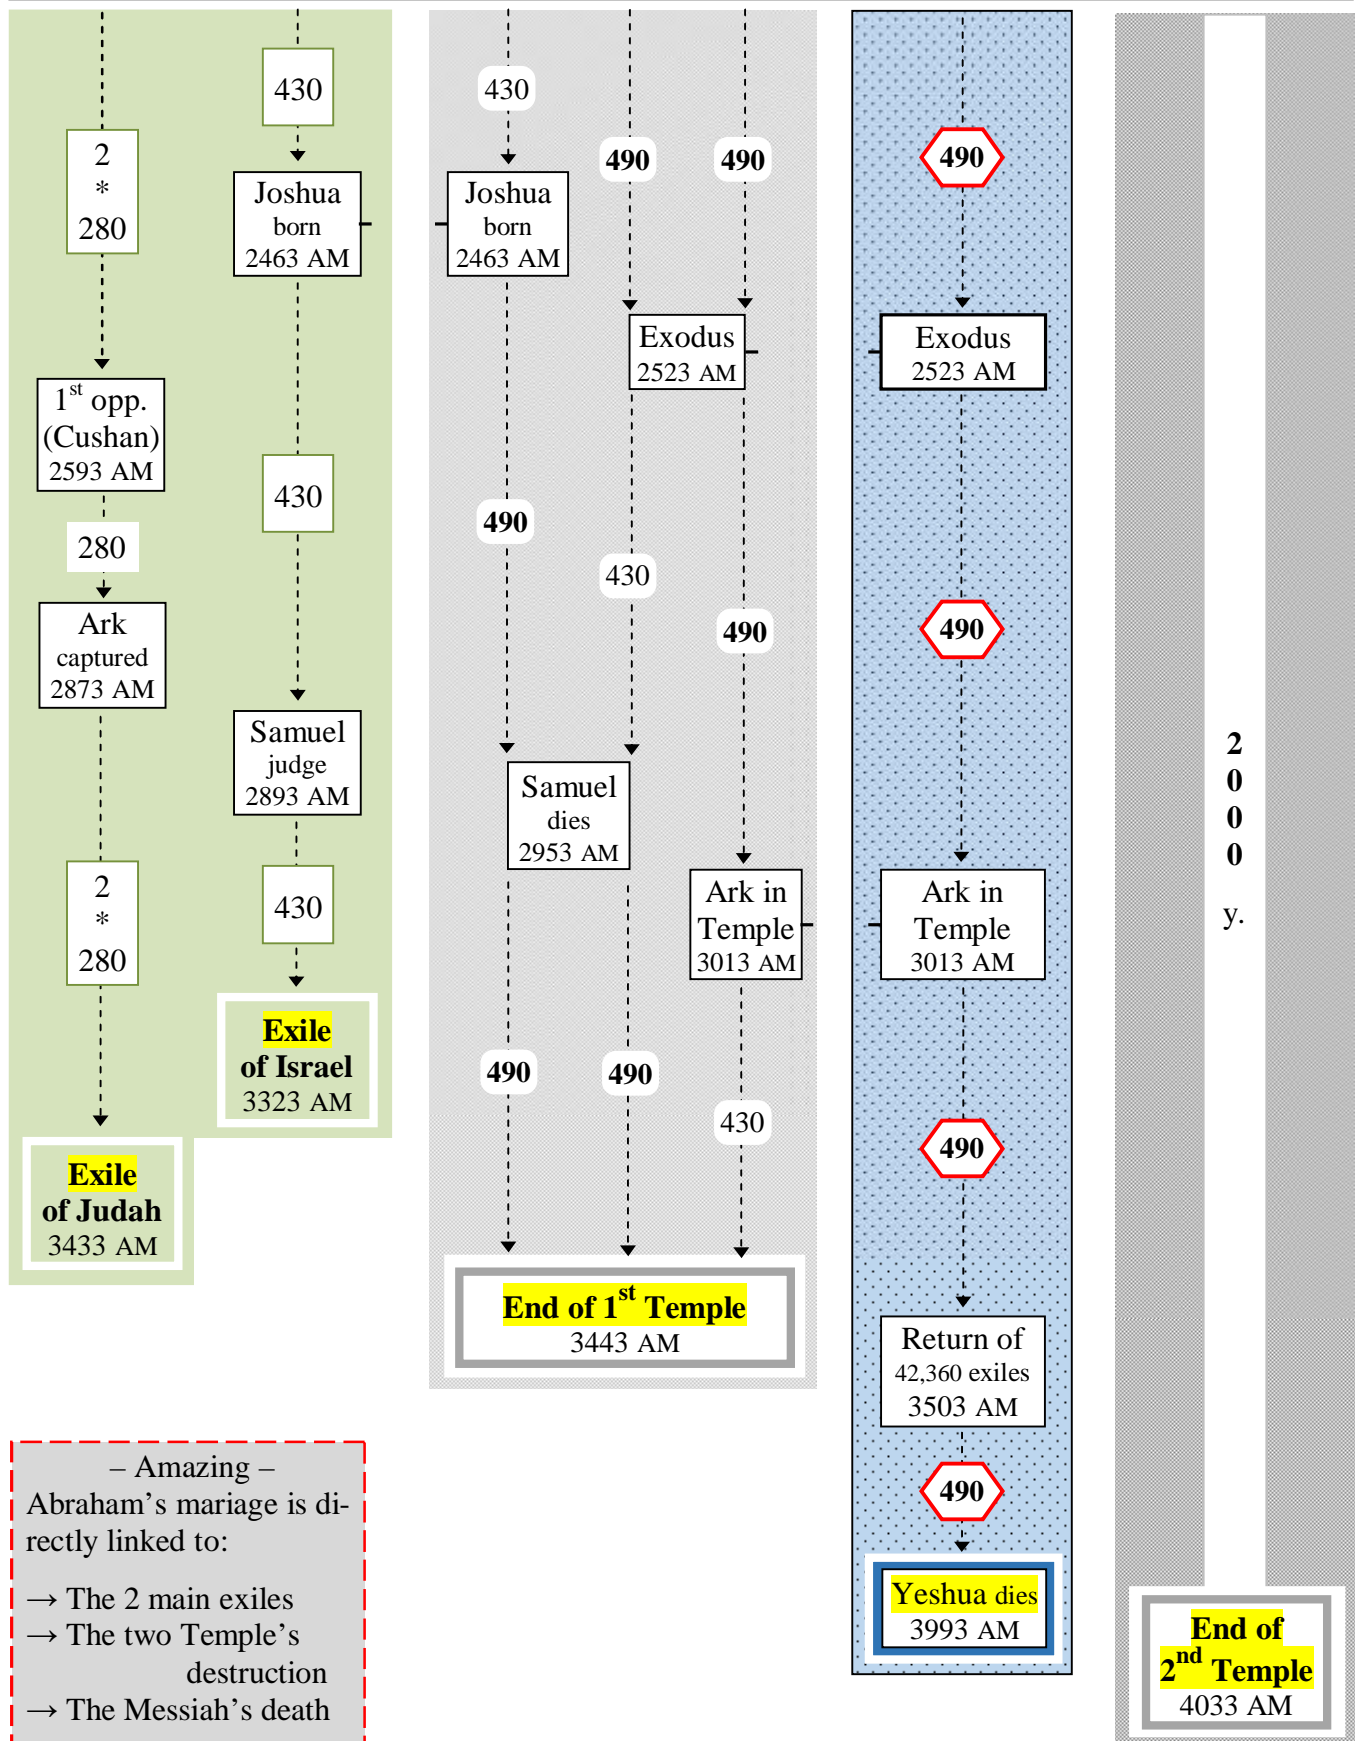 2
*
280
1st opp.
(Cushan)
2593 AM
280
Ark
captured
2873 AM
2
*
280
Exile
of Judah
3433 AM
430
Joshua
born
2463 AM
430
Samuel
judge
2893 AM
430
Exile
of Israel
3323 AM
430
Joshua
born
2463 AM
490
490
490
Exodus
2523 AM
430
490
Samuel
dies
2953 AM
Ark in
Temple
3013 AM
490
490
430
End of 1st Temple
3443 AM
490
Exodus
2523 AM
490
Ark in
Temple
3013 AM
490
Return of
42,360 exiles
3503 AM
490
Yeshua dies
3993 AM
2
0
0
0
y.
End of
2nd Temple
4033 AM
– Amazing –
Abraham’s mariage is di-
rectly linked to:
→ The 2 main exiles
→ The two Temple’s
destruction
→ The Messiah’s death